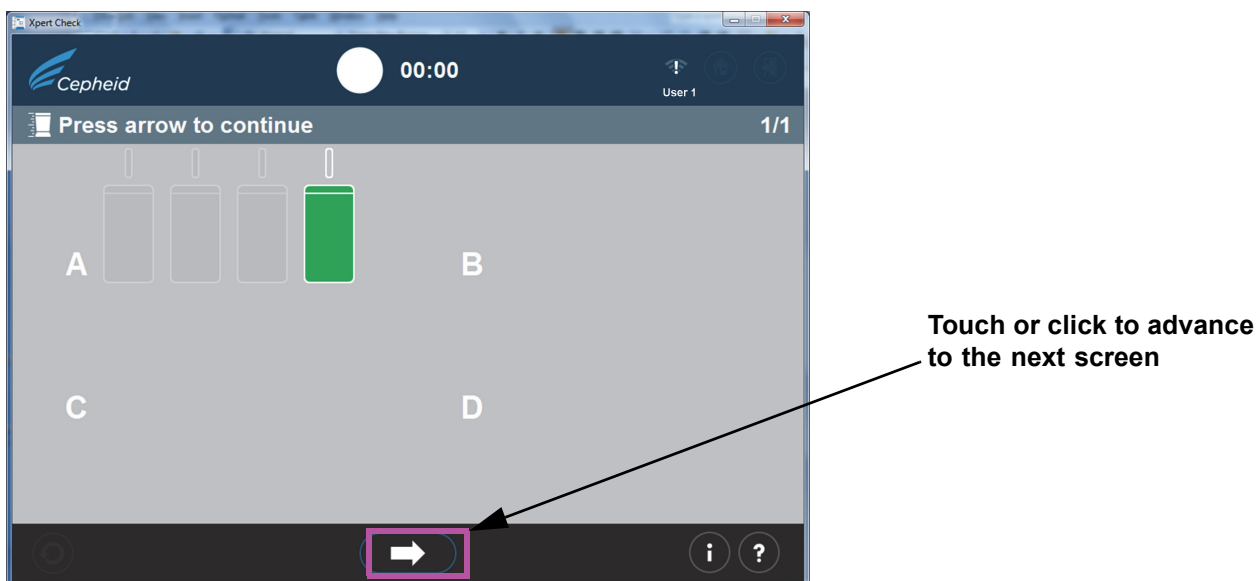 Xpert Check
Cepheid
00:00
User 1
Press arrow to continue
1/1
A
B
C
D
i
?
Touch or click to advance
to the next screen